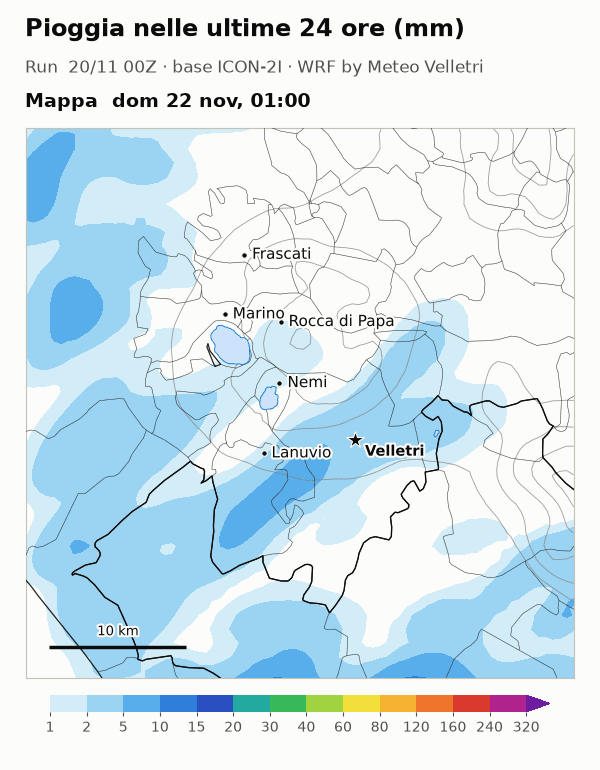 Pioggia nelle ultime 24 ore (mm)
Run 20/11 00Z · base ICON-2I · WRF by Meteo Velletri
Mappa dom 22 nov, 01:00
Frascati
Marino
Rocca di Papa
Nemi
Velletri
Lanuvio
10 km
1 2 5 10 15 20 30 40 60 80 120 160 240 320